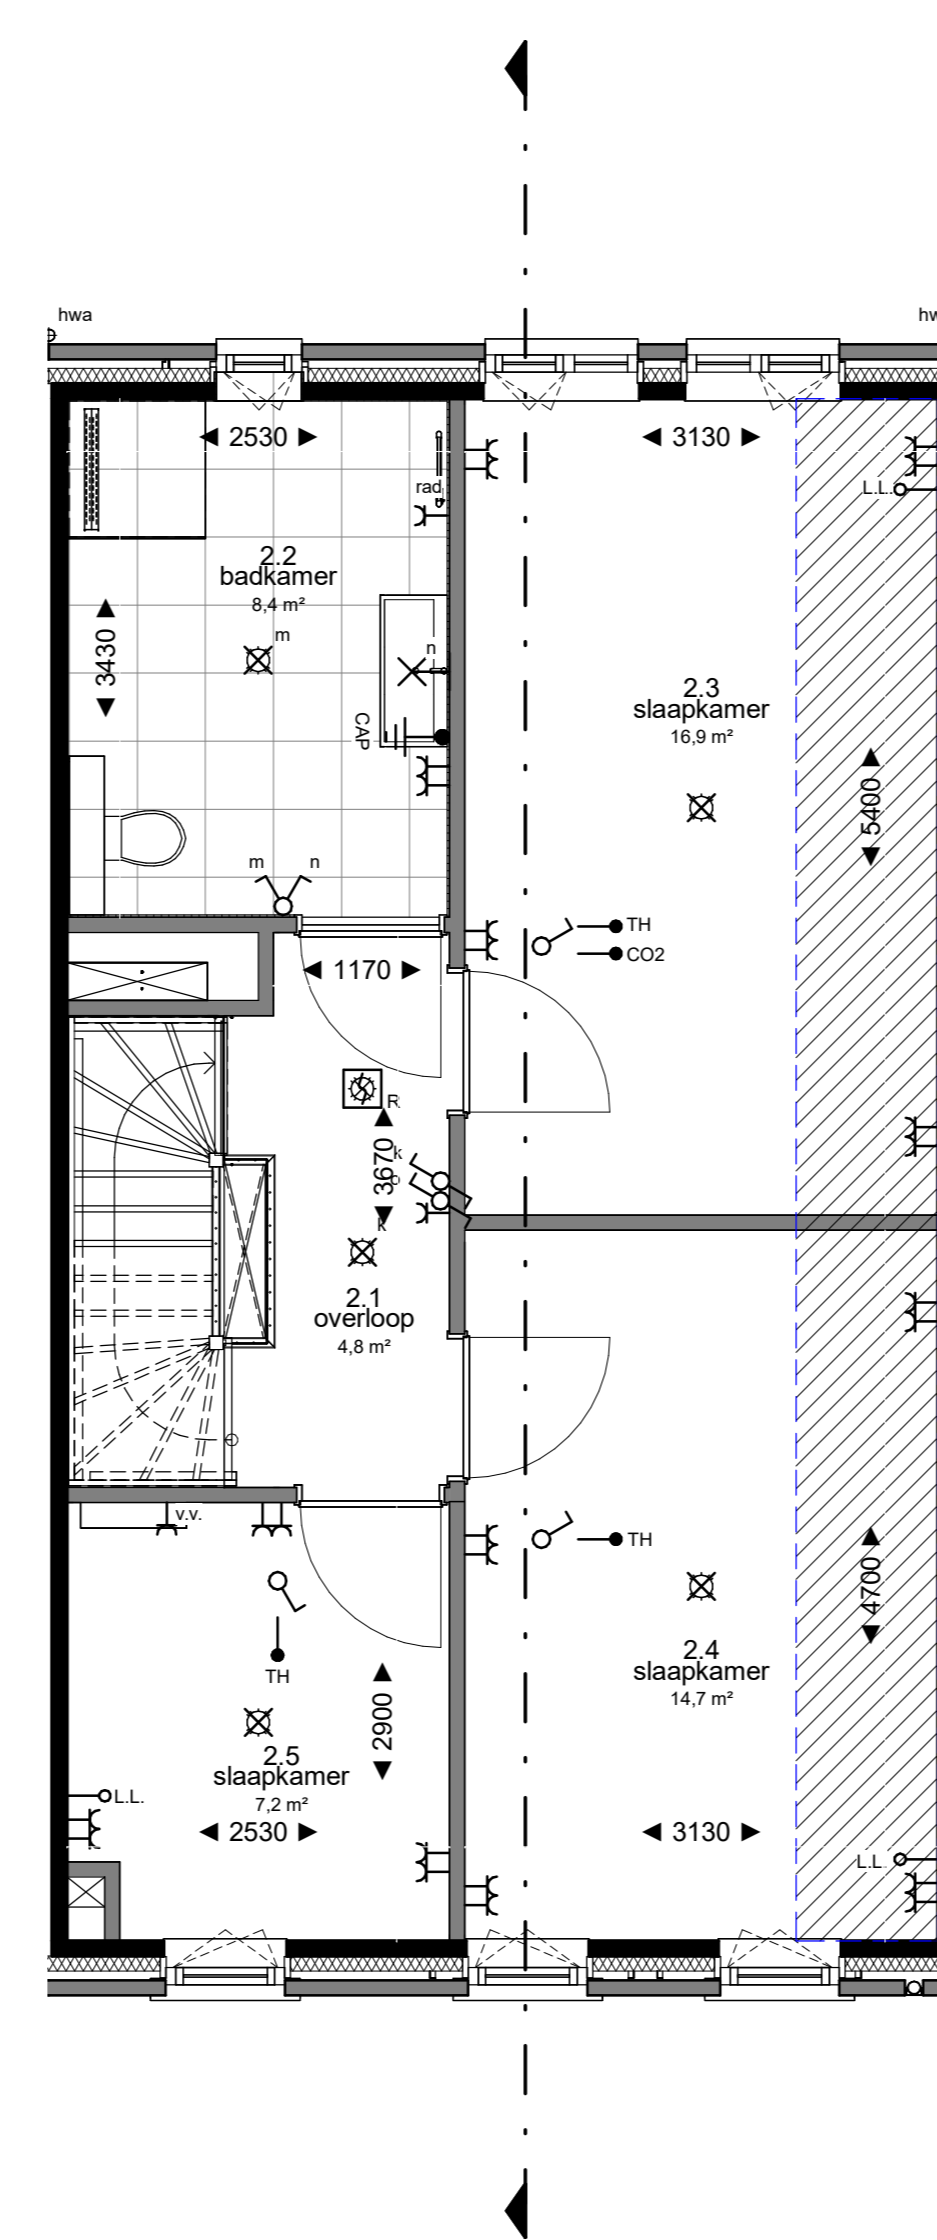 hwa
hw
2530
3130
rad
L.L.
2.2
badkamer
8,4 m²
m
n
3430
CAP
2.3
slaapkamer
16,9 m²
5400
m
n
TH
CO2
1170
R
3670
k
k
2.1
overloop
4,8 m²
v.v.
TH
TH
2.4
slaapkamer
14,7 m²
4700
2900
2.5
slaapkamer
7,2 m²
L.L.
2530
3130
L.L.